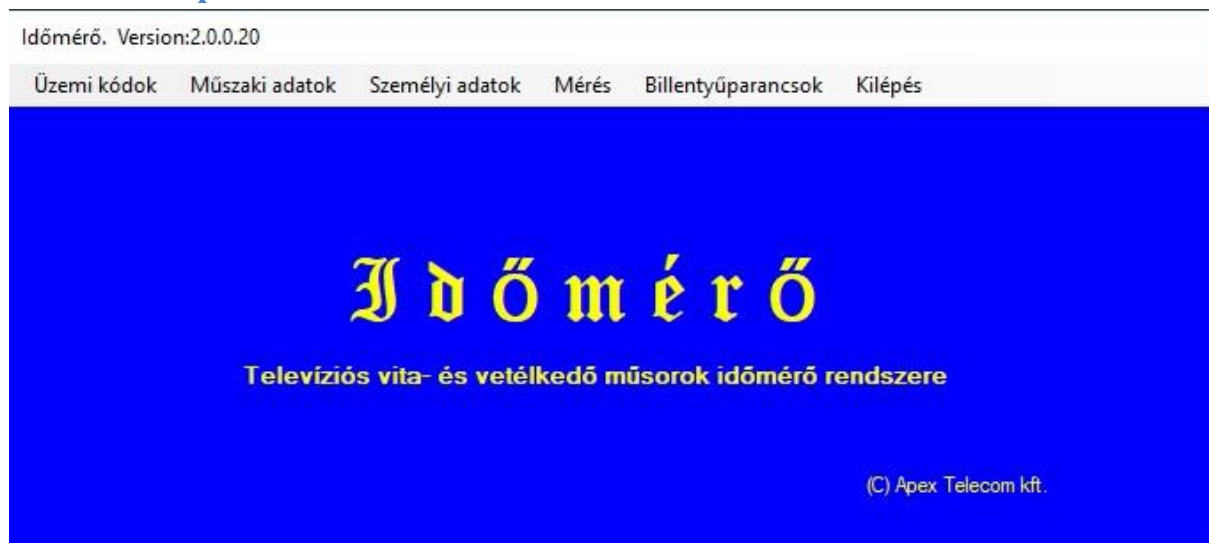 Időmérő. Version:2.0.0.20
Üzemi kódok Műszaki adatok Személyi adatok Mérés Billentyűparancsok Kilépés
Időmérő
Televíziós vita- és vetélkedő műsorok időmérő rendszere
(C) Apex Telecom kft.